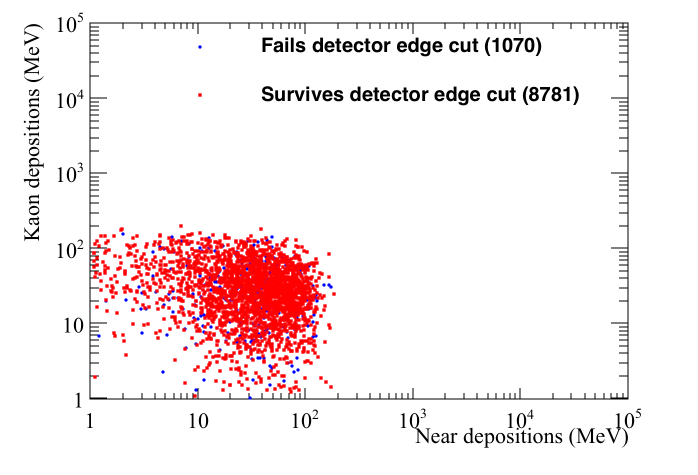 Kaon depositions (MeV)
10^5
10^4
10^3
10^2
10
1
Fails detector edge cut (1070)
Survives detector edge cut (8781)
1 10 10^2 10^3 10^4 10^5
Near depositions (MeV)